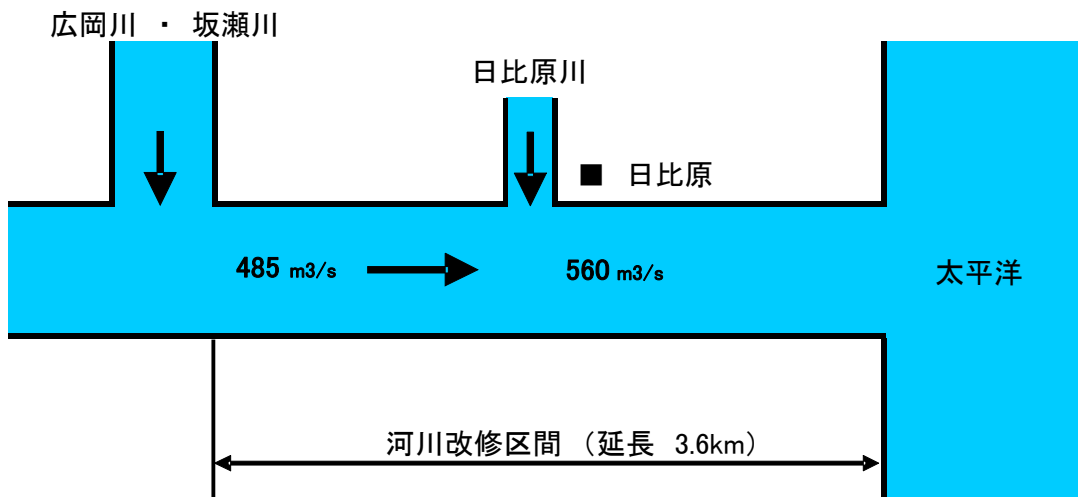 広岡川 ・ 坂瀬川
日比原川
■ 日比原
485 m3/s
560 m3/s
太平洋
河川改修区間 (延長 3.6km)